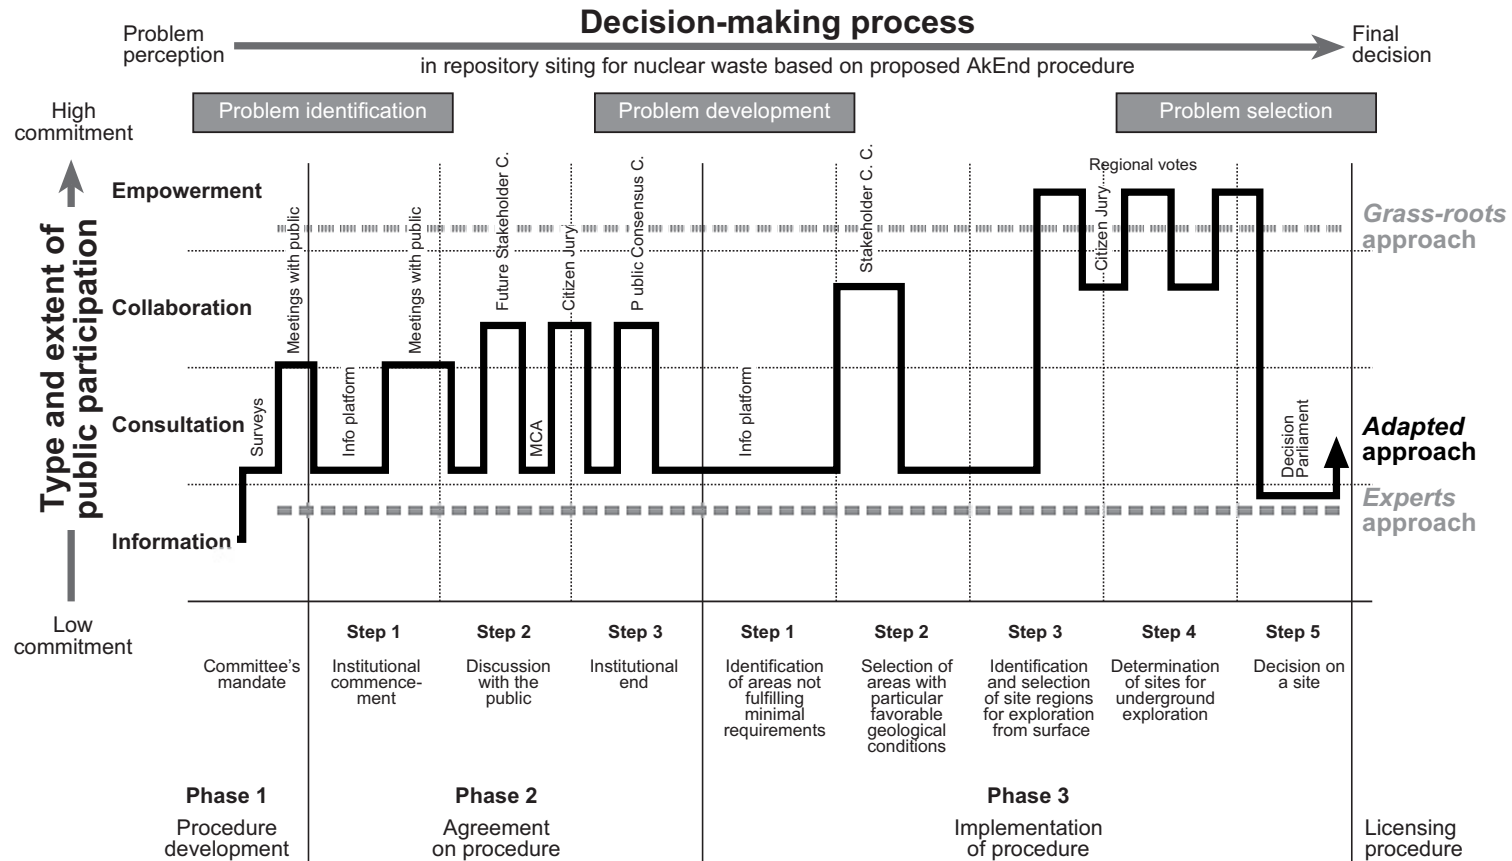 Decision-making process
Problem
perception
Final
decision
in repository siting for nuclear waste based on proposed AkEnd procedure
Problem identification
Problem development
Problem selection
High
commitment
Type and extent of
public participation
Low
commitment
Empowerment
Collaboration
Consultation
Information
Surveys
Meetings with public
Info platform
Meetings with public
Future Stakeholder C.
MCA
Citizen Jury
P ublic Consensus C.
Info platform
Stakeholder C. C.
Regional votes
Citizen Jury
Decision
Parliament
Grass-roots
approach
Adapted
approach
Experts
approach
Committee's
mandate
Step 1
Institutional
commence-
ment
Step 2
Discussion
with the
public
Step 3
Institutional
end
Step 1
Identification
of areas not
fulfilling
minimal
requirements
Step 2
Selection of
areas with
particular
favorable
geological
conditions
Step 3
Identification
and selection
of site regions
for exploration
from surface
Step 4
Determination
of sites for
underground
exploration
Step 5
Decision on
a site
Phase 1
Procedure
development
Phase 2
Agreement
on procedure
Phase 3
Implementation
of procedure
Licensing
procedure